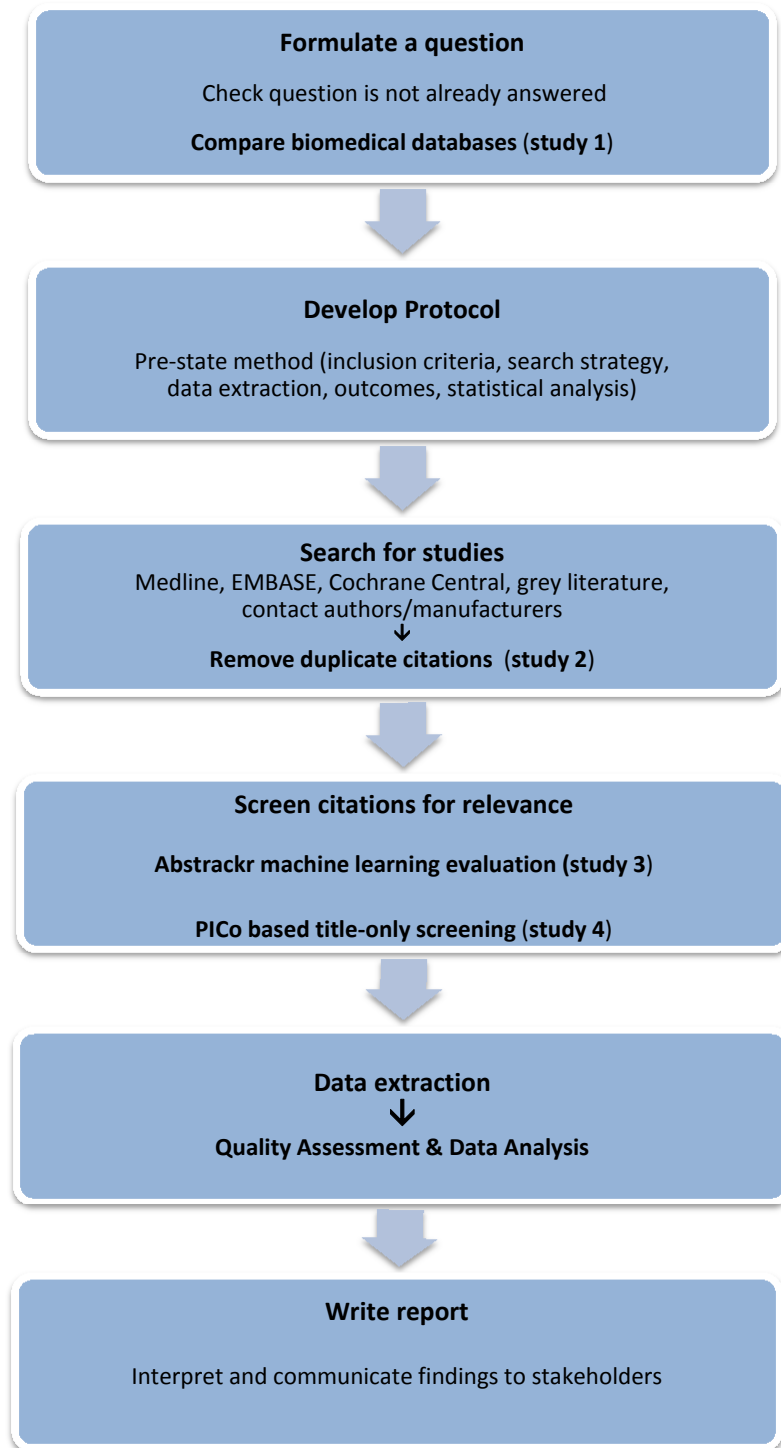 Formulate a question
Check question is not already answered
Compare biomedical databases (study 1)
Develop Protocol
Pre-state method (inclusion criteria, search strategy,
data extraction, outcomes, statistical analysis)
Search for studies
Medline, EMBASE, Cochrane Central, grey literature,
contact authors/manufacturers
Remove duplicate citations  (study 2)
Screen citations for relevance
Abstrackr machine learning evaluation (study 3)
PICo based title-only screening (study 4)
Data extraction
Quality Assessment & Data Analysis
Write report
Interpret and communicate findings to stakeholders